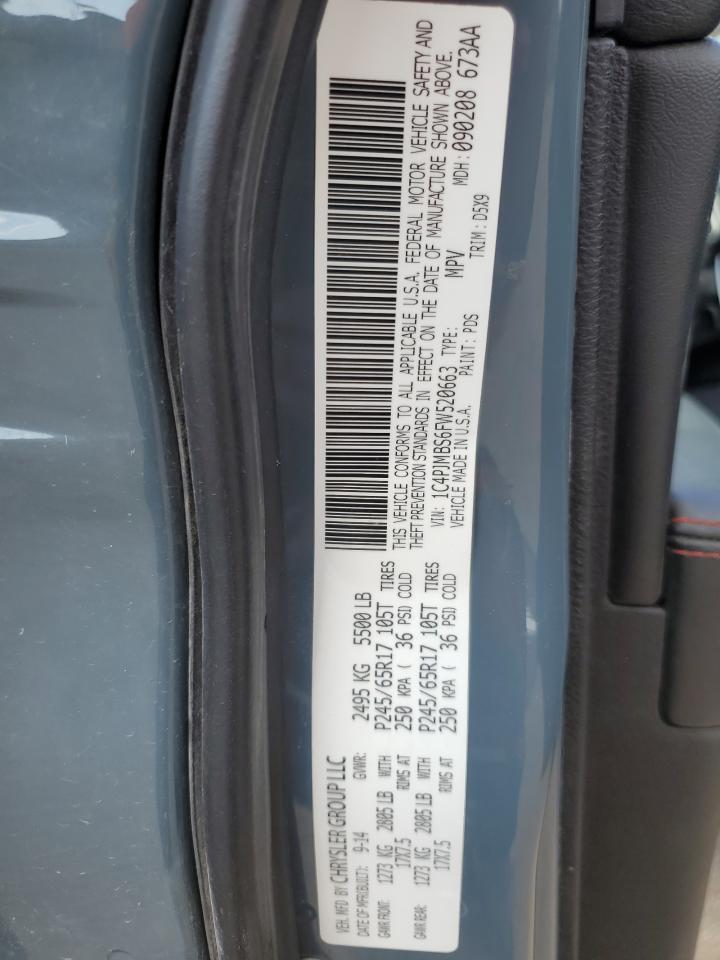 VEH. MFD BY CHRYSLER GROUP LLC
DATE OF MFR(BUILT): 9-14 GVWR: 2495 KG 5500 LB
GAWR FRONT: 1273 KG 2805 LB WITH P245/65R17 105T TIRES
17X7.5 RIMS AT 250 KPA ( 36 PSI) COLD
GAWR REAR: 1273 KG 2805 LB WITH P245/65R17 105T TIRES
17X7.5 RIMS AT 250 KPA ( 36 PSI) COLD
THIS VEHICLE CONFORMS TO ALL APPLICABLE U.S.A. FEDERAL MOTOR VEHICLE SAFETY AND
THEFT PREVENTION STANDARDS IN EFFECT ON THE DATE OF MANUFACTURE SHOWN ABOVE.
VIN: 1C4PJMBS6FW520663 TYPE: MPV MDH: 090208 673AA
VEHICLE MADE IN U.S.A. PAINT: PDS TRIM: D5X9